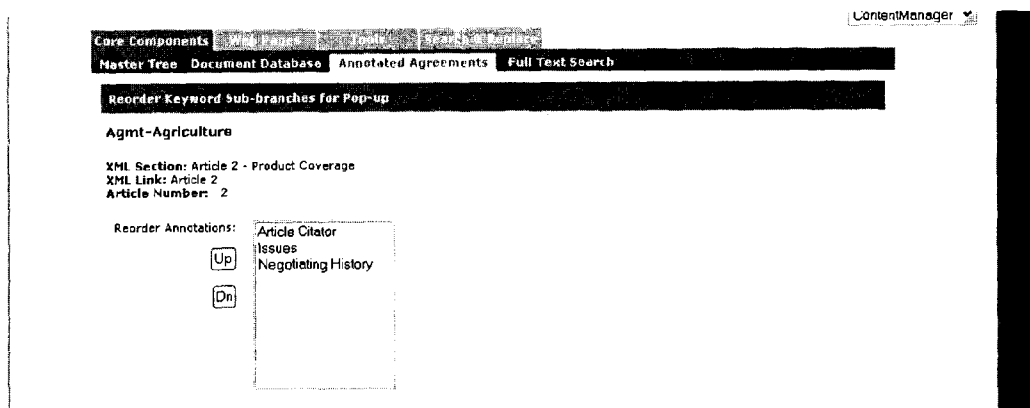 ContentManager
Core Components
Master Tree Document Database Annotated Agreements Full Text Search
Reorder Keyword Sub-branches for Pop-up
Agmt-Agriculture
XML Section: Article 2 - Product Coverage
XML Link: Article 2
Article Number: 2
Reorder Annotations:
Article Citator
Issues
Negotiating History
Up
Dn